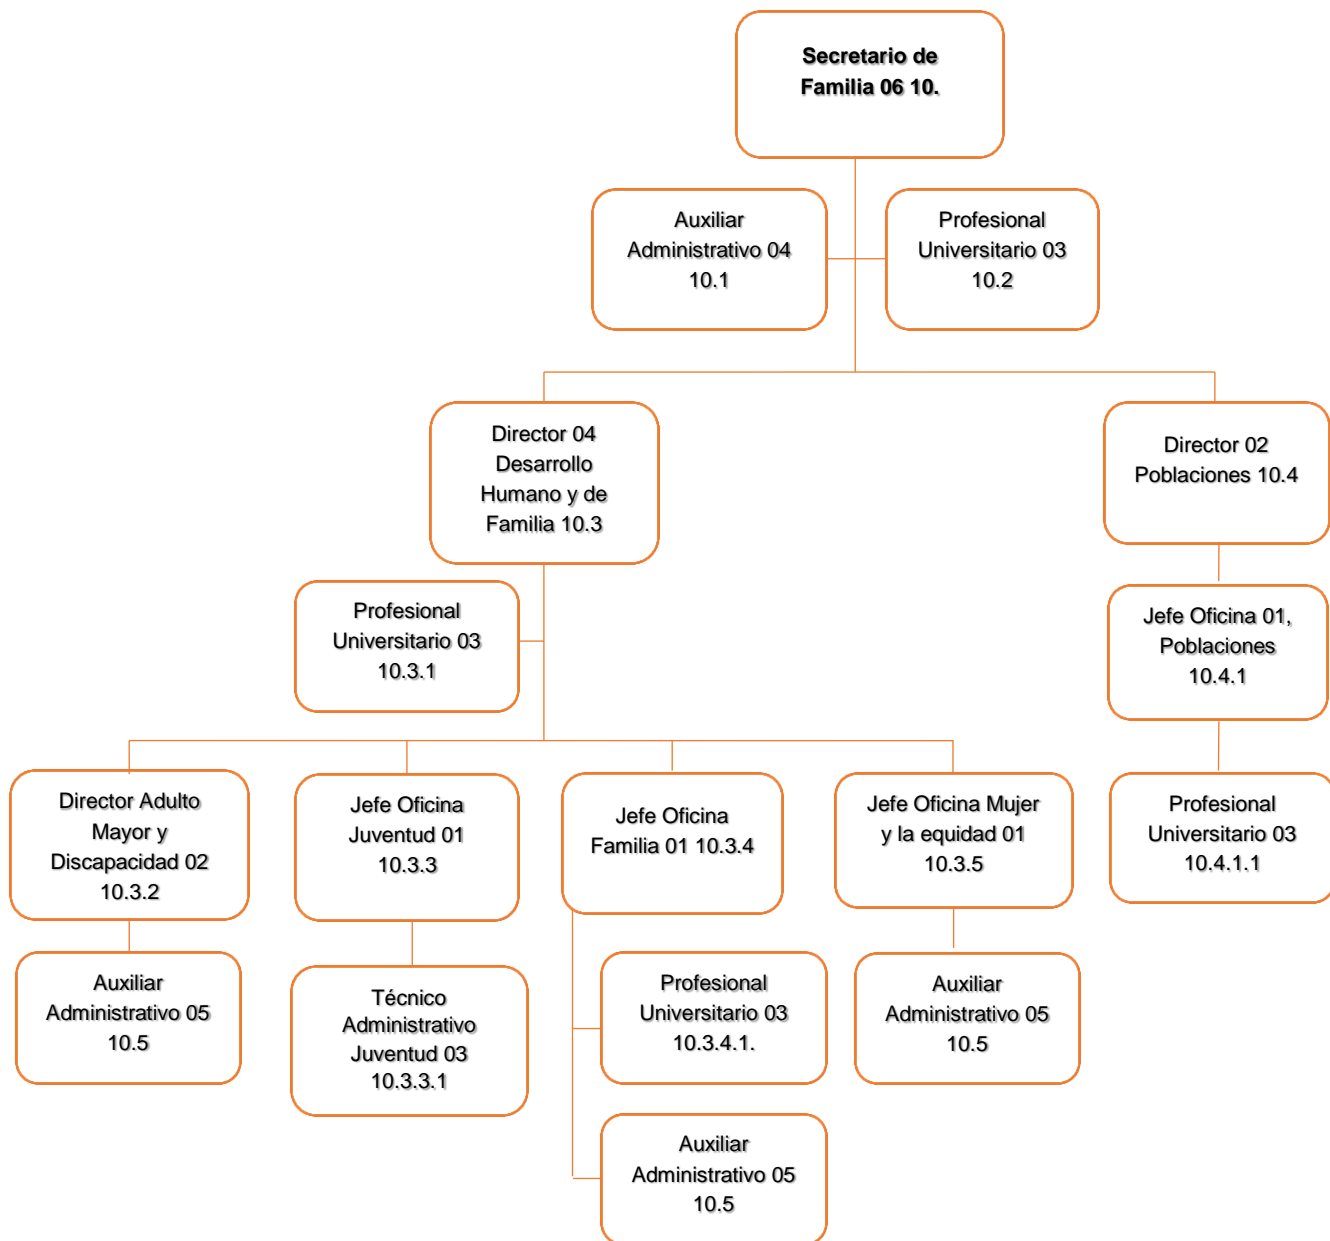 Secretario de
Familia 06 10.
Auxiliar
Administrativo 04
10.1
Profesional
Universitario 03
10.2
Director 04
Desarrollo
Humano y de
Familia 10.3
Director 02
Poblaciones 10.4
Profesional
Universitario 03
10.3.1
Jefe Oficina 01,
Poblaciones
10.4.1
Director Adulto
Mayor y
Discapacidad 02
10.3.2
Jefe Oficina
Juventud 01
10.3.3
Jefe Oficina
Familia 01 10.3.4
Jefe Oficina Mujer
y la equidad 01
10.3.5
Profesional
Universitario 03
10.4.1.1
Auxiliar
Administrativo 05
10.5
Técnico
Administrativo
Juventud 03
10.3.3.1
Profesional
Universitario 03
10.3.4.1.
Auxiliar
Administrativo 05
10.5
Auxiliar
Administrativo 05
10.5